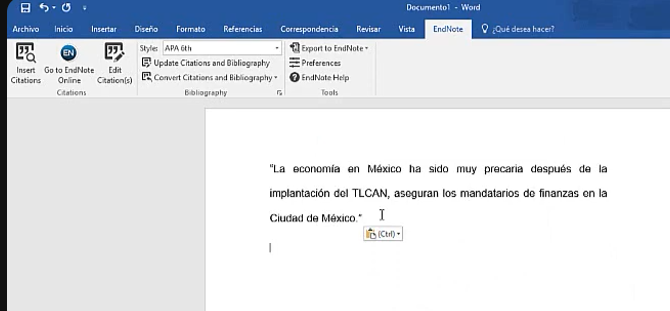 Documento1 - Word
Archivo Inicio Insertar Diseño Formato Referencias Correspondencia Revisar Vista EndNote ¿Qué desea hacer?
Insert Citations
Go to EndNote Online
Edit Citation(s)
Citations
Style: APA 6th
Update Citations and Bibliography
Convert Citations and Bibliography
Bibliography
Export to EndNote
Preferences
EndNote Help
Tools
"La economía en México ha sido muy precaria después de la
implantación del TLCAN, aseguran los mandatarios de finanzas en la
Ciudad de México."
(Ctrl)